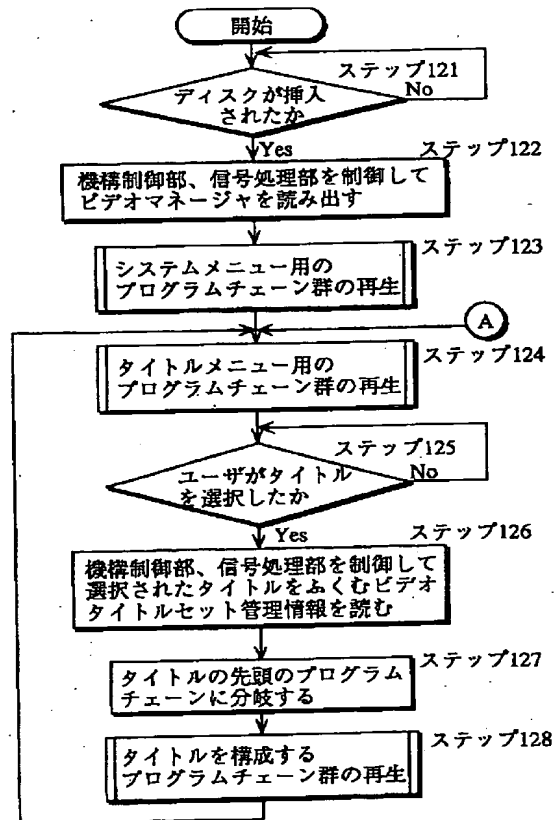 開始
ステップ121
ディスクが挿入
されたか
No
Yes
ステップ122
機構制御部、信号処理部を制御して
ビデオマネージャを読み出す
ステップ123
システムメニュー用の
プログラムチェーン群の再生
A
ステップ124
タイトルメニュー用の
プログラムチェーン群の再生
ステップ125
ユーザがタイトル
を選択したか
No
Yes
ステップ126
機構制御部、信号処理部を制御して
選択されたタイトルをふくむビデオ
タイトルセット管理情報を読む
ステップ127
タイトルの先頭のプログラム
チェーンに分岐する
ステップ128
タイトルを構成する
プログラムチェーン群の再生